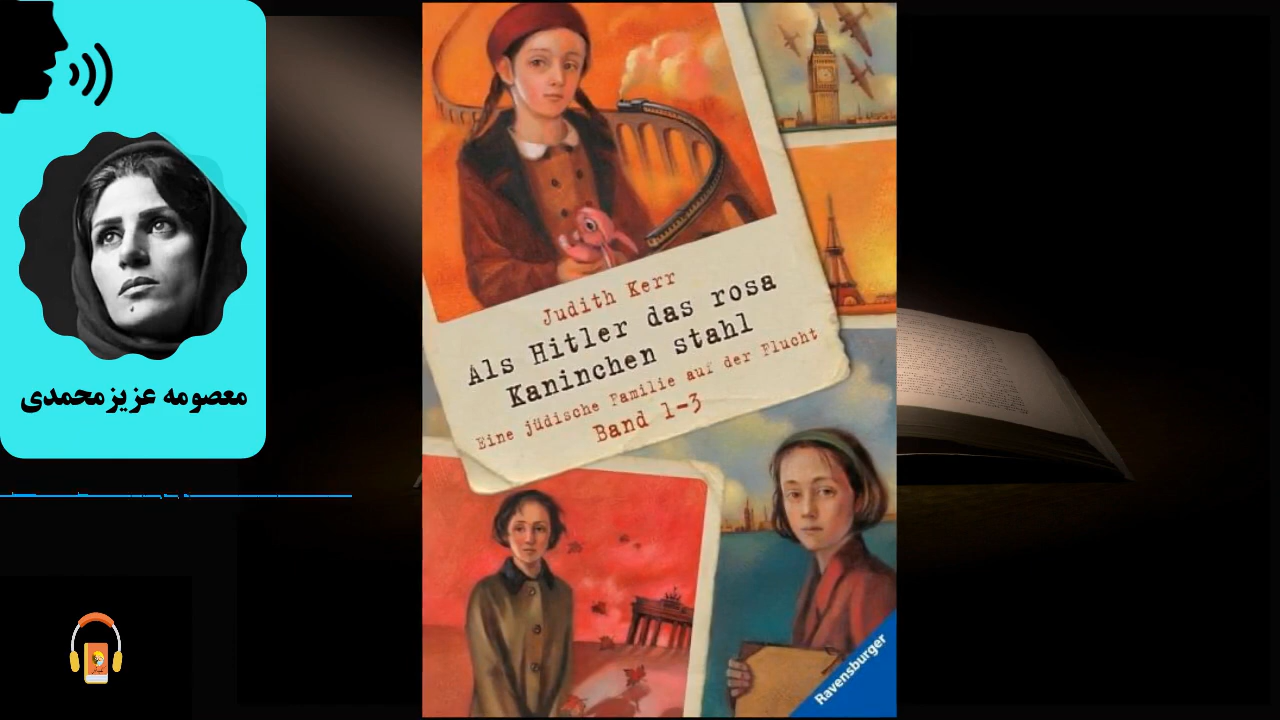 معصومه عزیزمحمدی
Judith Kerr
Als Hitler das rosa
Kaninchen stahl
Eine jüdische Familie auf der Flucht
Band 1-3
Ravensburger